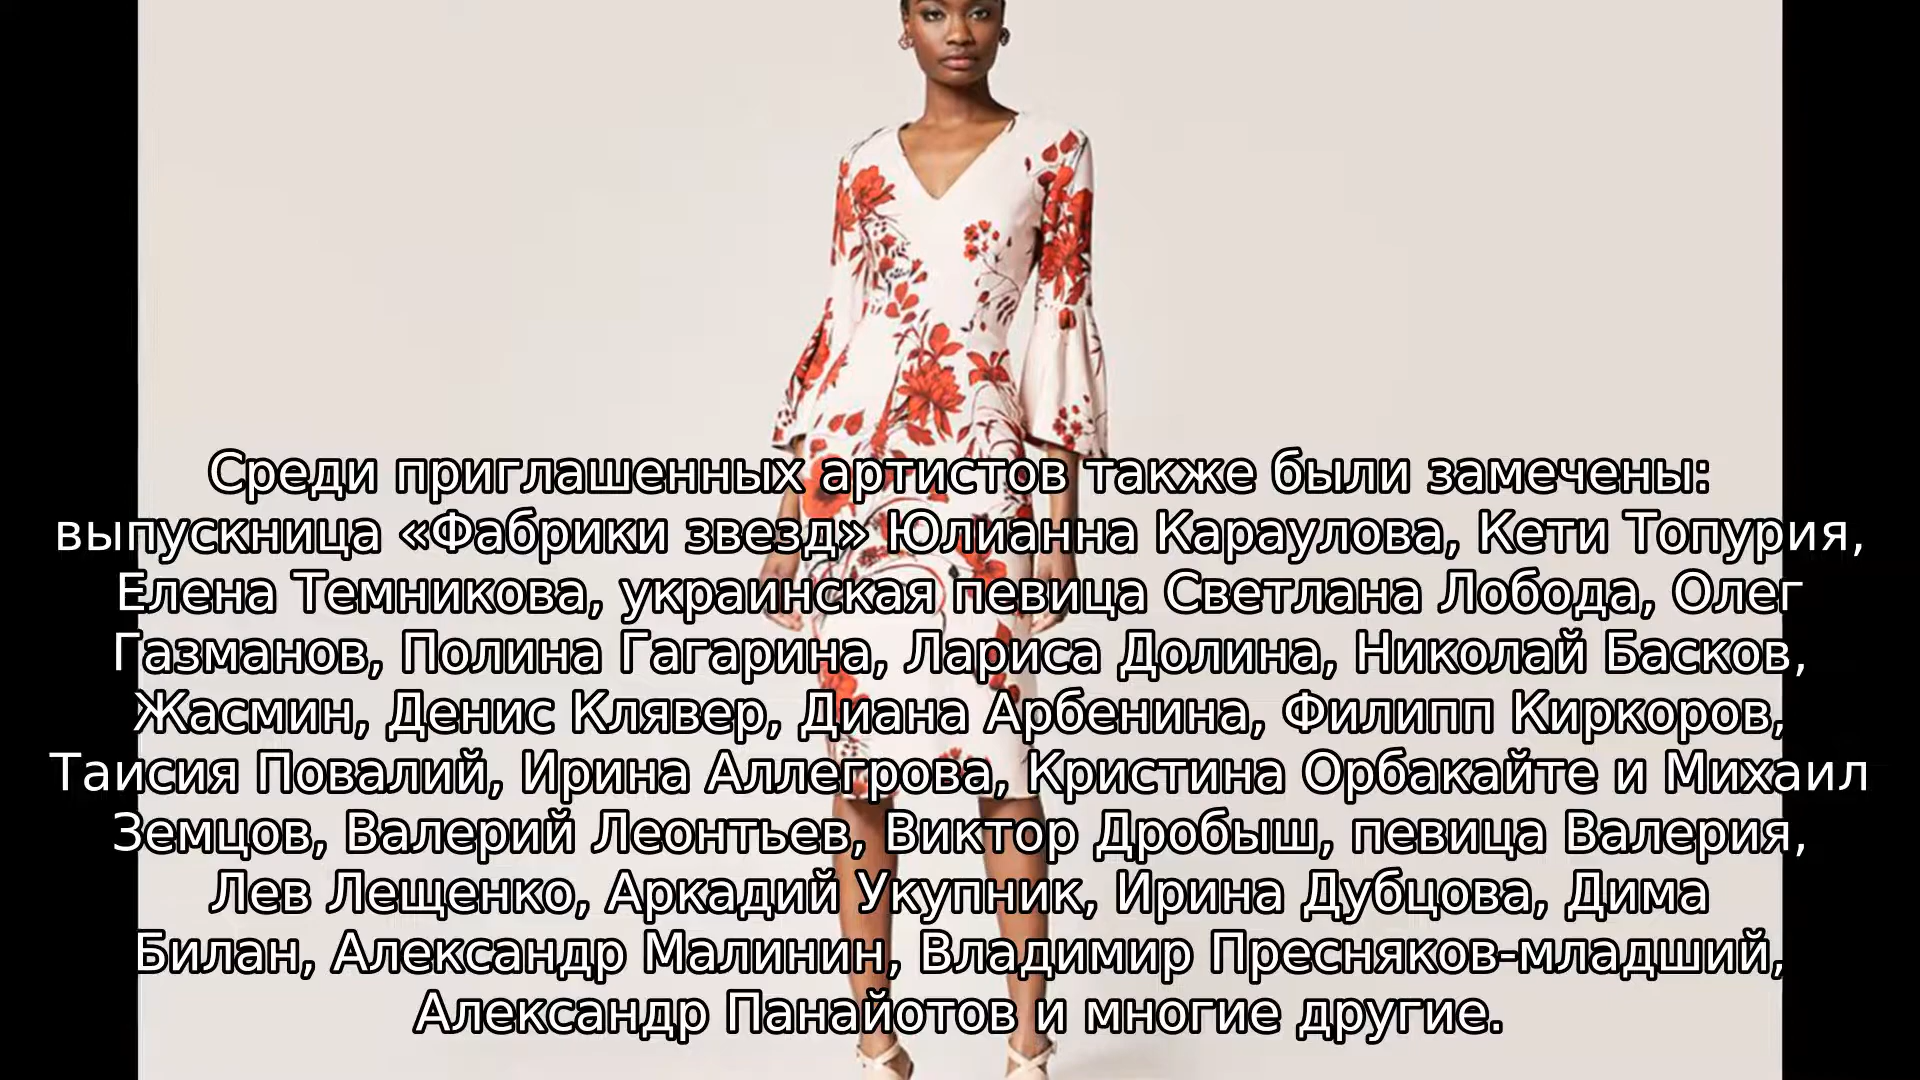 Среди приглашенных артистов также были замечены:
выпускница «Фабрики звезд» Юлианна Караулова, Кети Топурия,
Елена Темникова, украинская певица Светлана Лобода, Олег
Газманов, Полина Гагарина, Лариса Долина, Николай Басков,
Жасмин, Денис Клявер, Диана Арбенина, Филипп Киркоров,
Таисия Повалий, Ирина Аллегрова, Кристина Орбакайте и Михаил
Земцов, Валерий Леонтьев, Виктор Дробыш, певица Валерия,
Лев Лещенко, Аркадий Укупник, Ирина Дубцова, Дима
Билан, Александр Малинин, Владимир Пресняков-младший,
Александр Панайотов и многие другие.